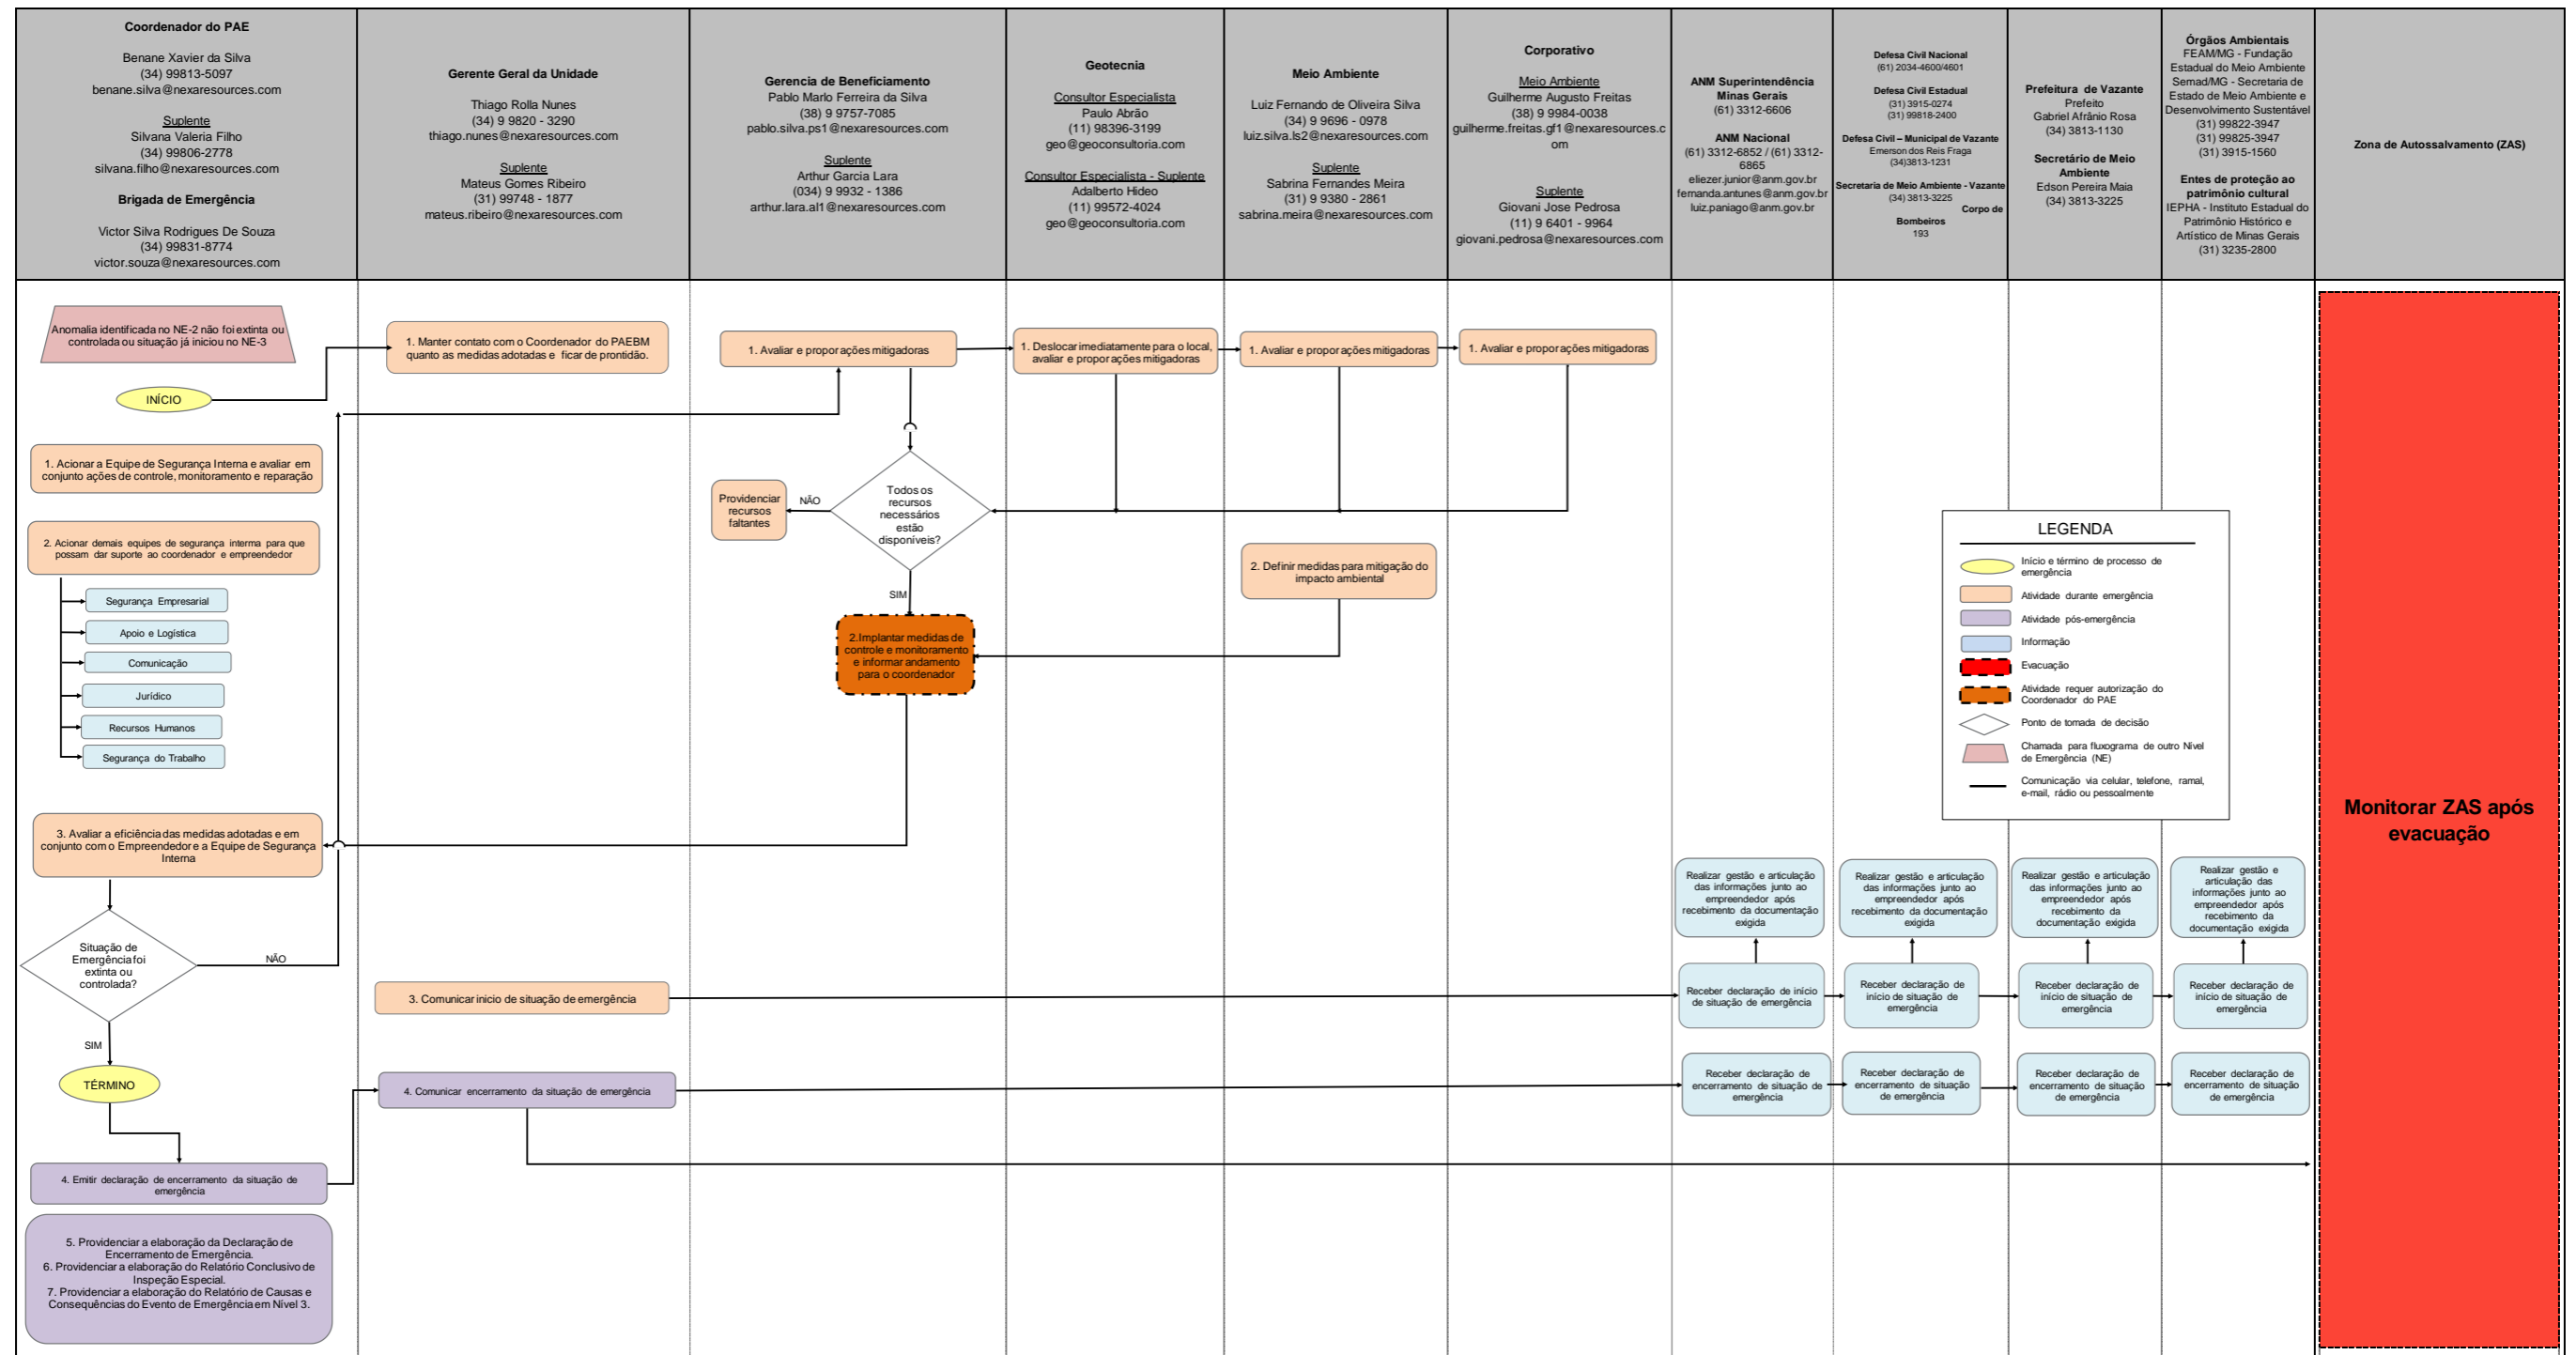 Coordenador do PAE
Benane Xavier da Silva
(34) 99813-5097
benane.silva@nexaresources.com
Suplente
Silvana Valeria Filho
(34) 99806-2778
silvana.filho@nexaresources.com
Brigada de Emergência
Victor Silva Rodrigues De Souza
(34) 99831-8774
victor.souza@nexaresources.com
Gerente Geral da Unidade
Thiago Rolla Nunes
(34) 9 9820 - 3290
thiago.nunes@nexaresources.com
Suplente
Mateus Gomes Ribeiro
(31) 99748 - 1877
mateus.ribeiro@nexaresources.com
Gerencia de Beneficiamento
Pablo Marlo Ferreira da Silva
(38) 9 9757-7085
pablo.silva.ps1@nexaresources.com
Suplente
Arthur Garcia Lara
(034) 9 9932 - 1386
arthur.lara.al1@nexaresources.com
Geotecnia
Consultor Especialista
Paulo Abrão
(11) 98396-3199
geo@geoconsultoria.com
Consultor Especialista - Suplente
Adalberto Hideo
(11) 99572-4024
geo@geoconsultoria.com
Meio Ambiente
Luiz Fernando de Oliveira Silva
(34) 9 9696 - 0978
luiz.silva.ls2@nexaresources.com
Suplente
Sabrina Fernandes Meira
(31) 9 9380 - 2861
sabrina.meira@nexaresources.com
Corporativo
Meio Ambiente
Guilherme Augusto Freitas
(38) 9 9984-0038
guilherme.freitas.gf1@nexaresources.c
om
Suplente
Giovani Jose Pedrosa
(11) 9 6401 - 9964
giovani.pedrosa@nexaresources.com
ANM Superintendência
Minas Gerais
(61) 3312-6606
ANM Nacional
(61) 3312-6852 / (61) 3312-
6865
eliezer.junior@anm.gov.br
fernanda.antunes@anm.gov.br
luiz.paniago@anm.gov.br
Defesa Civil Nacional
(61) 2034-4600/4601
Defesa Civil Estadual
(31) 3915-0274
(31) 99818-2400
Defesa Civil – Municipal de Vazante
Emerson dos Reis Fraga
(34)3813-1231
Secretaria de Meio Ambiente - Vazante
(34) 3813-3225
Corpo de
Bombeiros
193
Prefeitura de Vazante
Prefeito
Gabriel Afrânio Rosa
(34) 3813-1130
Secretário de Meio
Ambiente
Edson Pereira Maia
(34) 3813-3225
Órgãos Ambientais
FEAM/MG - Fundação
Estadual do Meio Ambiente
Semad/MG - Secretaria de
Estado de Meio Ambiente e
Desenvolvimento Sustentável
(31) 99822-3947
(31) 99825-3947
(31) 3915-1560
Entes de proteção ao
patrimônio cultural
IEPHA - Instituto Estadual do
Patrimônio Histórico e
Artístico de Minas Gerais
(31) 3235-2800
Zona de Autossalvamento (ZAS)
Anomalia identificada no NE-2 não foi extinta ou
controlada ou situação já iniciou no NE-3
INÍCIO
1. Acionar a Equipe de Segurança Interna e avaliar em
conjunto ações de controle, monitoramento e reparação
2. Acionar demais equipes de segurança interna para que
possam dar suporte ao coordenador e empreendedor
Segurança Empresarial
Apoio e Logística
Comunicação
Jurídico
Recursos Humanos
Segurança do Trabalho
3. Avaliar a eficiência das medidas adotadas e em
conjunto com o Empreendedor e a Equipe de Segurança
Interna
Situação de
Emergência foi
extinta ou
controlada?
NÃO
SIM
TÉRMINO
4. Emitir declaração de encerramento da situação de
emergência
5. Providenciar a elaboração da Declaração de
Encerramento de Emergência.
6. Providenciar a elaboração do Relatório Conclusivo de
Inspeção Especial.
7. Providenciar a elaboração do Relatório de Causas e
Consequências do Evento de Emergência em Nível 3.
1. Manter contato com o Coordenador do PAEBM
quanto as medidas adotadas e ficar de prontidão.
3. Comunicar inicio de situação de emergência
4. Comunicar encerramento da situação de emergência
1. Avaliar e propor ações mitigadoras
Todos os
recursos
necessários
estão
disponíveis?
NÃO
Providenciar
recursos
faltantes
SIM
2.Implantar medidas de
controle e monitoramento
e informar andamento
para o coordenador
1. Deslocar imediatamente para o local,
avaliar e propor ações mitigadoras
1. Avaliar e propor ações mitigadoras
2. Definir medidas para mitigação do
impacto ambiental
1. Avaliar e propor ações mitigadoras
LEGENDA
Início e término de processo de
emergência
Atividade durante emergência
Atividade pós-emergência
Informação
Evacuação
Atividade requer autorização do
Coordenador do PAE
Ponto de tomada de decisão
Chamada para fluxograma de outro Nível
de Emergência (NE)
Comunicação via celular, telefone, ramal,
e-mail, rádio ou pessoalmente
Realizar gestão e articulação
das informações junto ao
empreendedor após
recebimento da documentação
exigida
Realizar gestão e articulação
das informações junto ao
empreendedor após
recebimento da documentação
exigida
Realizar gestão e articulação
das informações junto ao
empreendedor após
recebimento da
documentação exigida
Realizar gestão e
articulação das
informações junto ao
empreendedor após
recebimento da
documentação exigida
Receber declaração de início
de situação de emergência
Receber declaração de
início de situação de
emergência
Receber declaração de
início de situação de
emergência
Receber declaração de
início de situação de
emergência
Receber declaração de
encerramento de situação de
emergência
Receber declaração de
encerramento de situação
de emergência
Receber declaração de
encerramento de situação
de emergência
Receber declaração de
encerramento de situação
de emergência
Monitorar ZAS após
evacuação